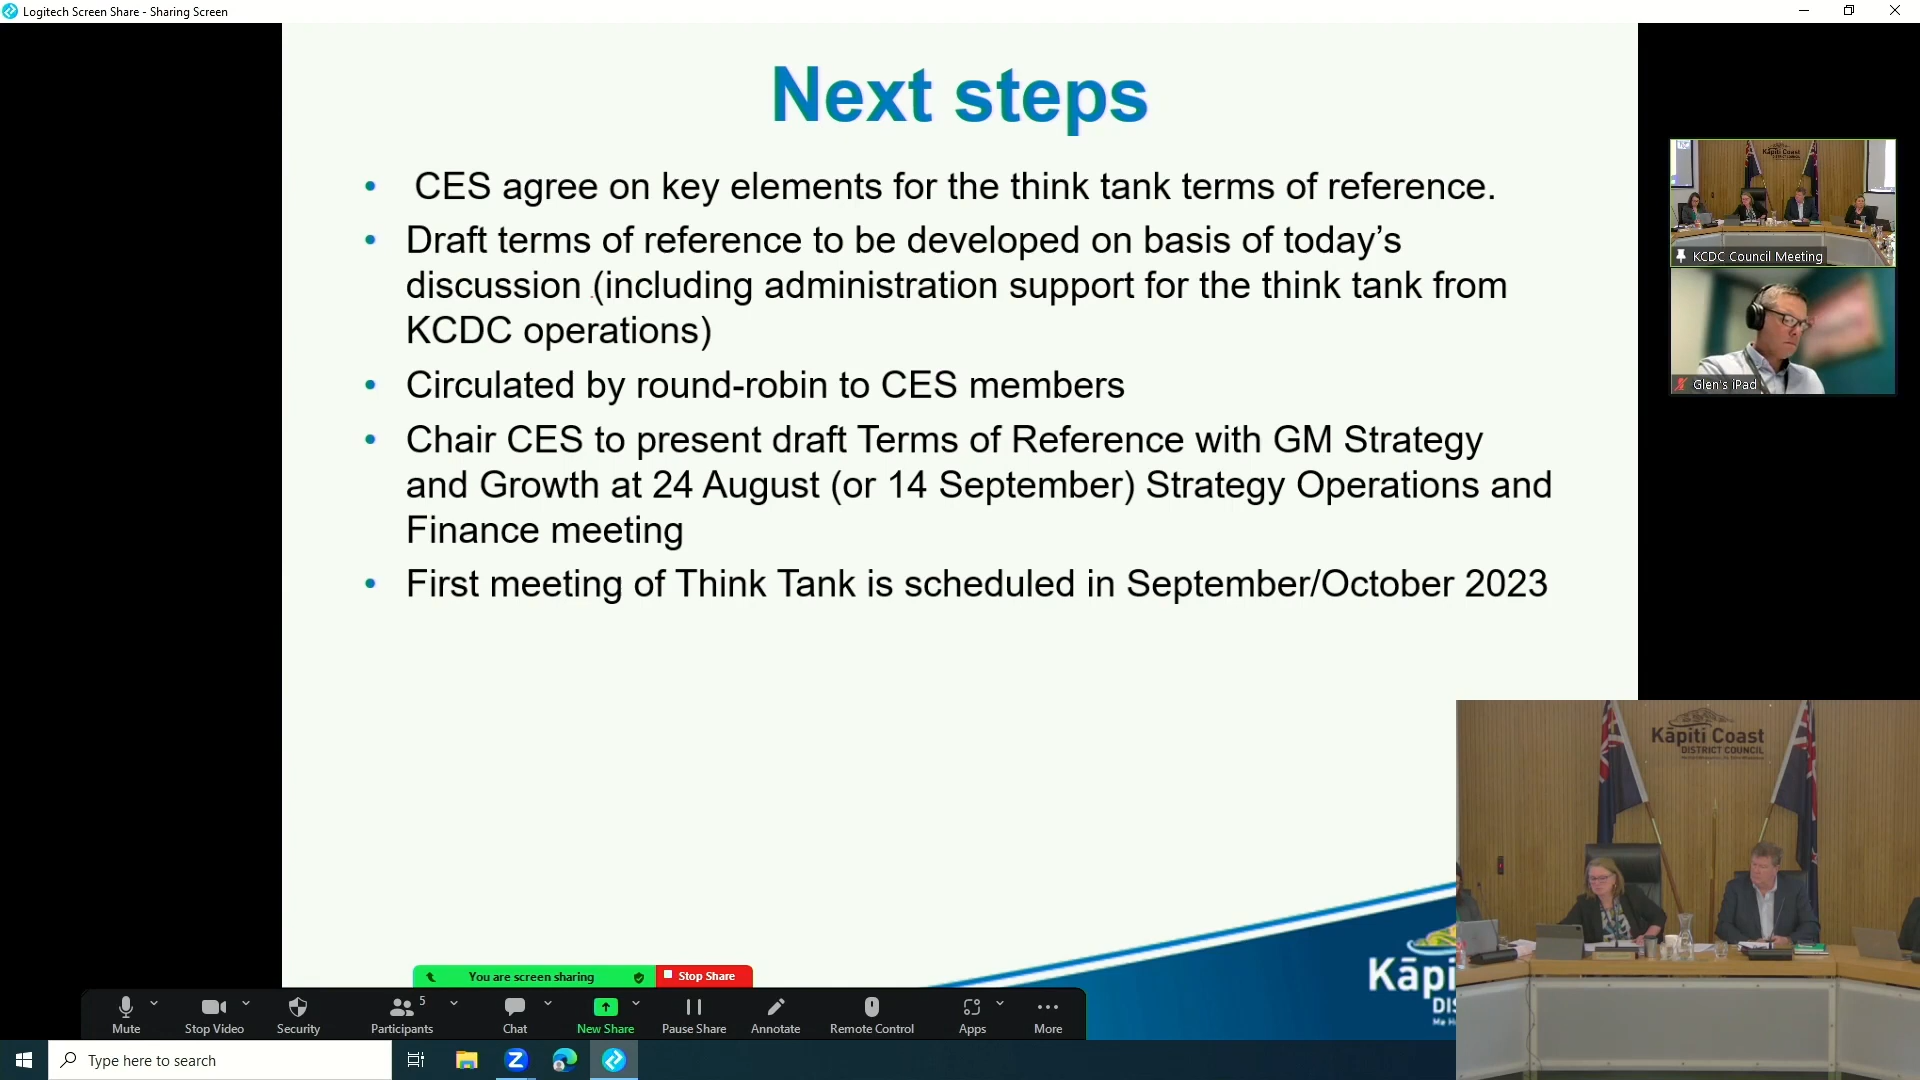 Logitech Screen Share - Sharing Screen
Next steps
• CES agree on key elements for the think tank terms of reference.
• Draft terms of reference to be developed on basis of today’s
discussion (including administration support for the think tank from
KCDC operations)
• Circulated by round-robin to CES members
• Chair CES to present draft Terms of Reference with GM Strategy
and Growth at 24 August (or 14 September) Strategy Operations and
Finance meeting
• First meeting of Think Tank is scheduled in September/October 2023
Kāpiti Coast
KCDC Council Meeting
Glen's iPad
Kāpiti Coast
DISTRICT COUNCIL
Kāpi
DIS
Me H
You are screen sharing
Stop Share
5
Mute
Stop Video
Security
Participants
Chat
New Share
Pause Share
Annotate
Remote Control
Apps
More
Type here to search